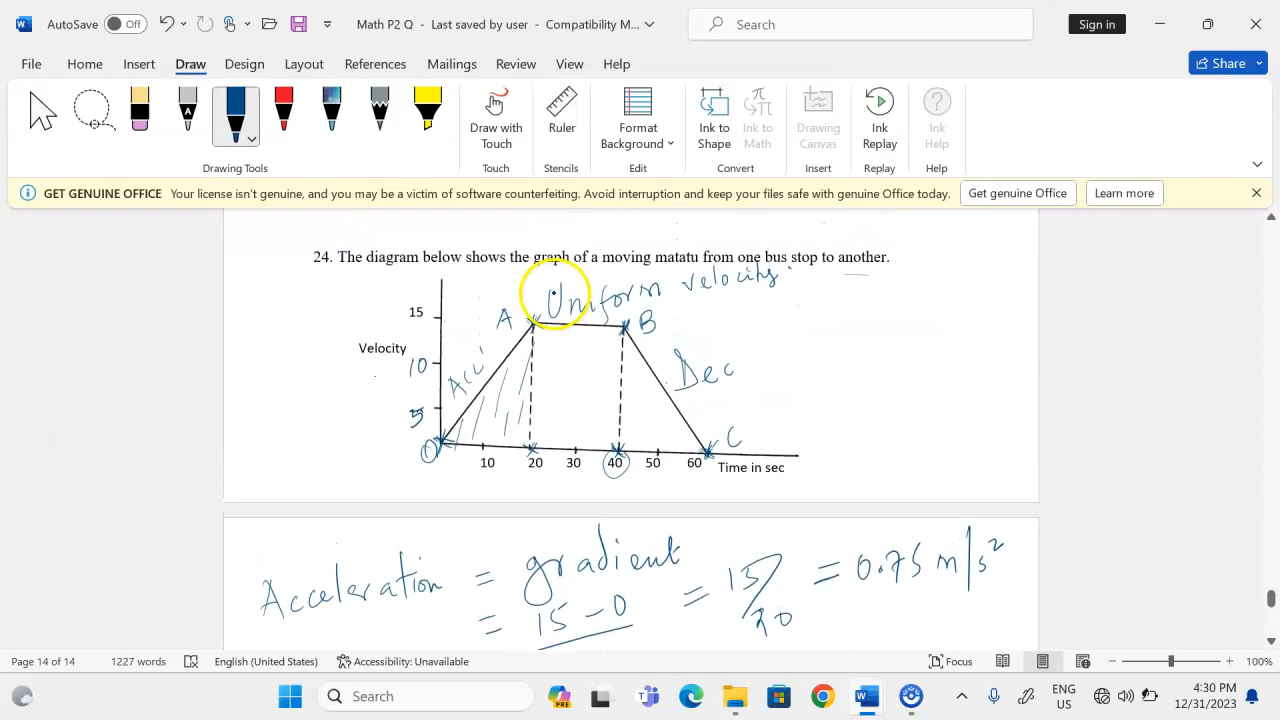 AutoSave Off Math P2 Q - Last saved by user - Compatibility M... Search Sign in
File Home Insert Draw Design Layout References Mailings Review View Help Share
Draw with Touch Ruler Format Background Ink to Shape Ink to Math Drawing Canvas Ink Replay Ink Help
Drawing Tools Touch Stencils Edit Convert Insert Replay Help
GET GENUINE OFFICE Your license isn't genuine, and you may be a victim of software counterfeiting. Avoid interruption and keep your files safe with genuine Office today. Get genuine Office Learn more
24. The diagram below shows the graph of a moving matatu from one bus stop to another.
Uniform velocity.
15 A B
Velocity
10 Acc' Dec
5
O C
10 20 30 40 50 60 Time in sec
Acceleration = gradient
= 15 - 0 = 15/20 = 0.75 m/s²
Page 14 of 14 1227 words English (United States) Accessibility: Unavailable Focus 100%
Search PRE ENG US 4:30 PM 12/31/2023